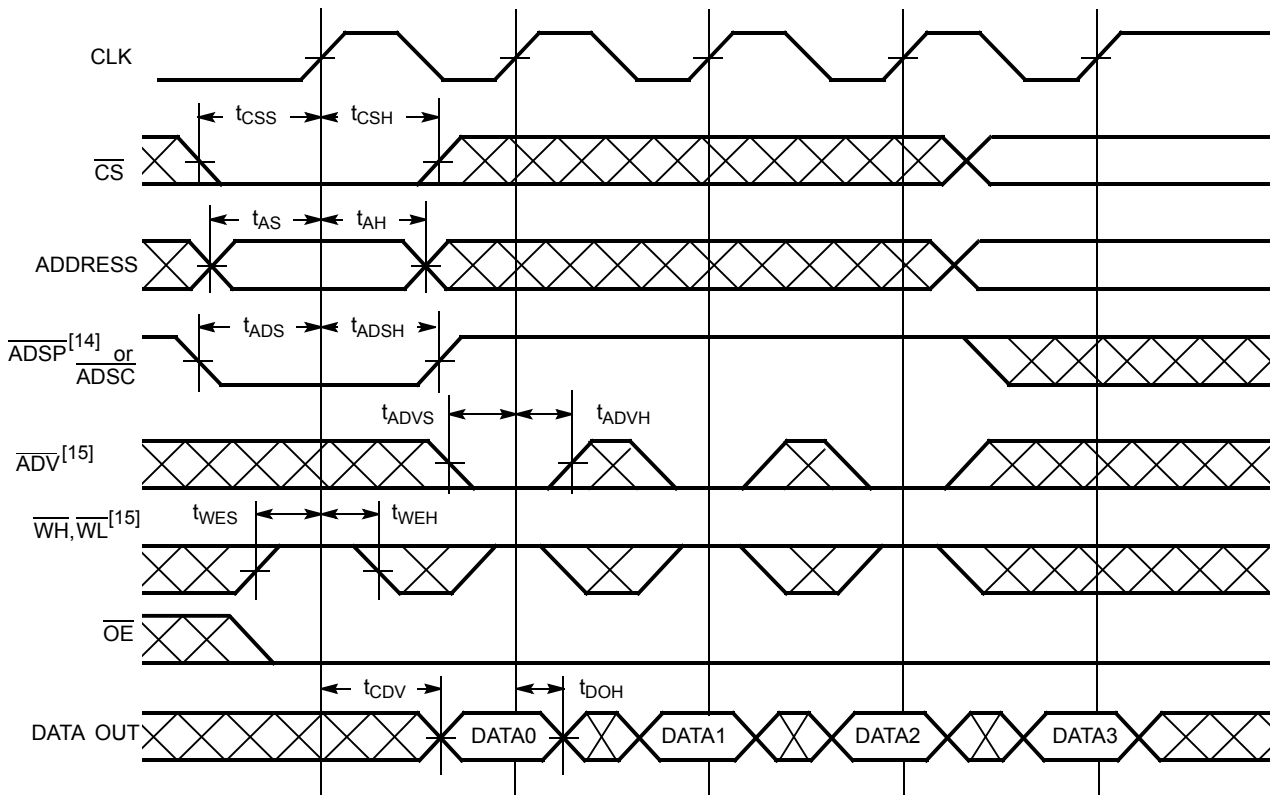 CLK
tCSS tCSH
CS
tAS tAH
ADDRESS
tADS tADSH
ADSP[14] or
ADSC
tADVS tADVH
ADV[15]
tWES tWEH
WH,WL[15]
OE
tCDV tDOH
DATA OUT DATA0 DATA1 DATA2 DATA3